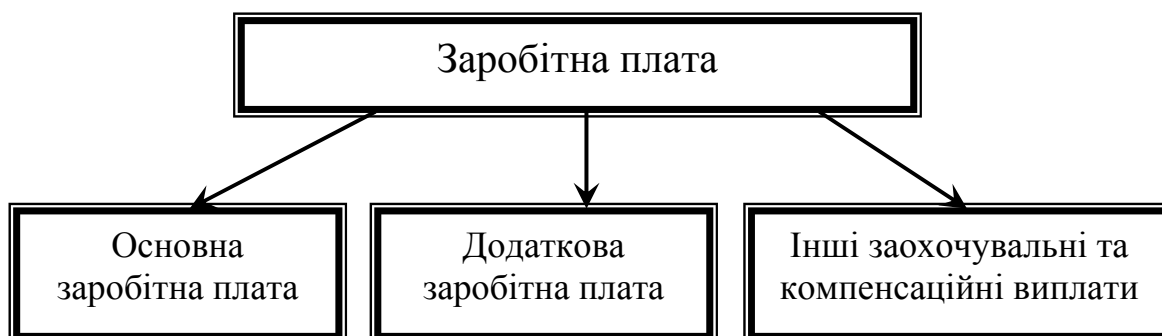 Заробітна плата
Основна
заробітна плата
Додаткова
заробітна плата
Інші заохочувальні та
компенсаційні виплати